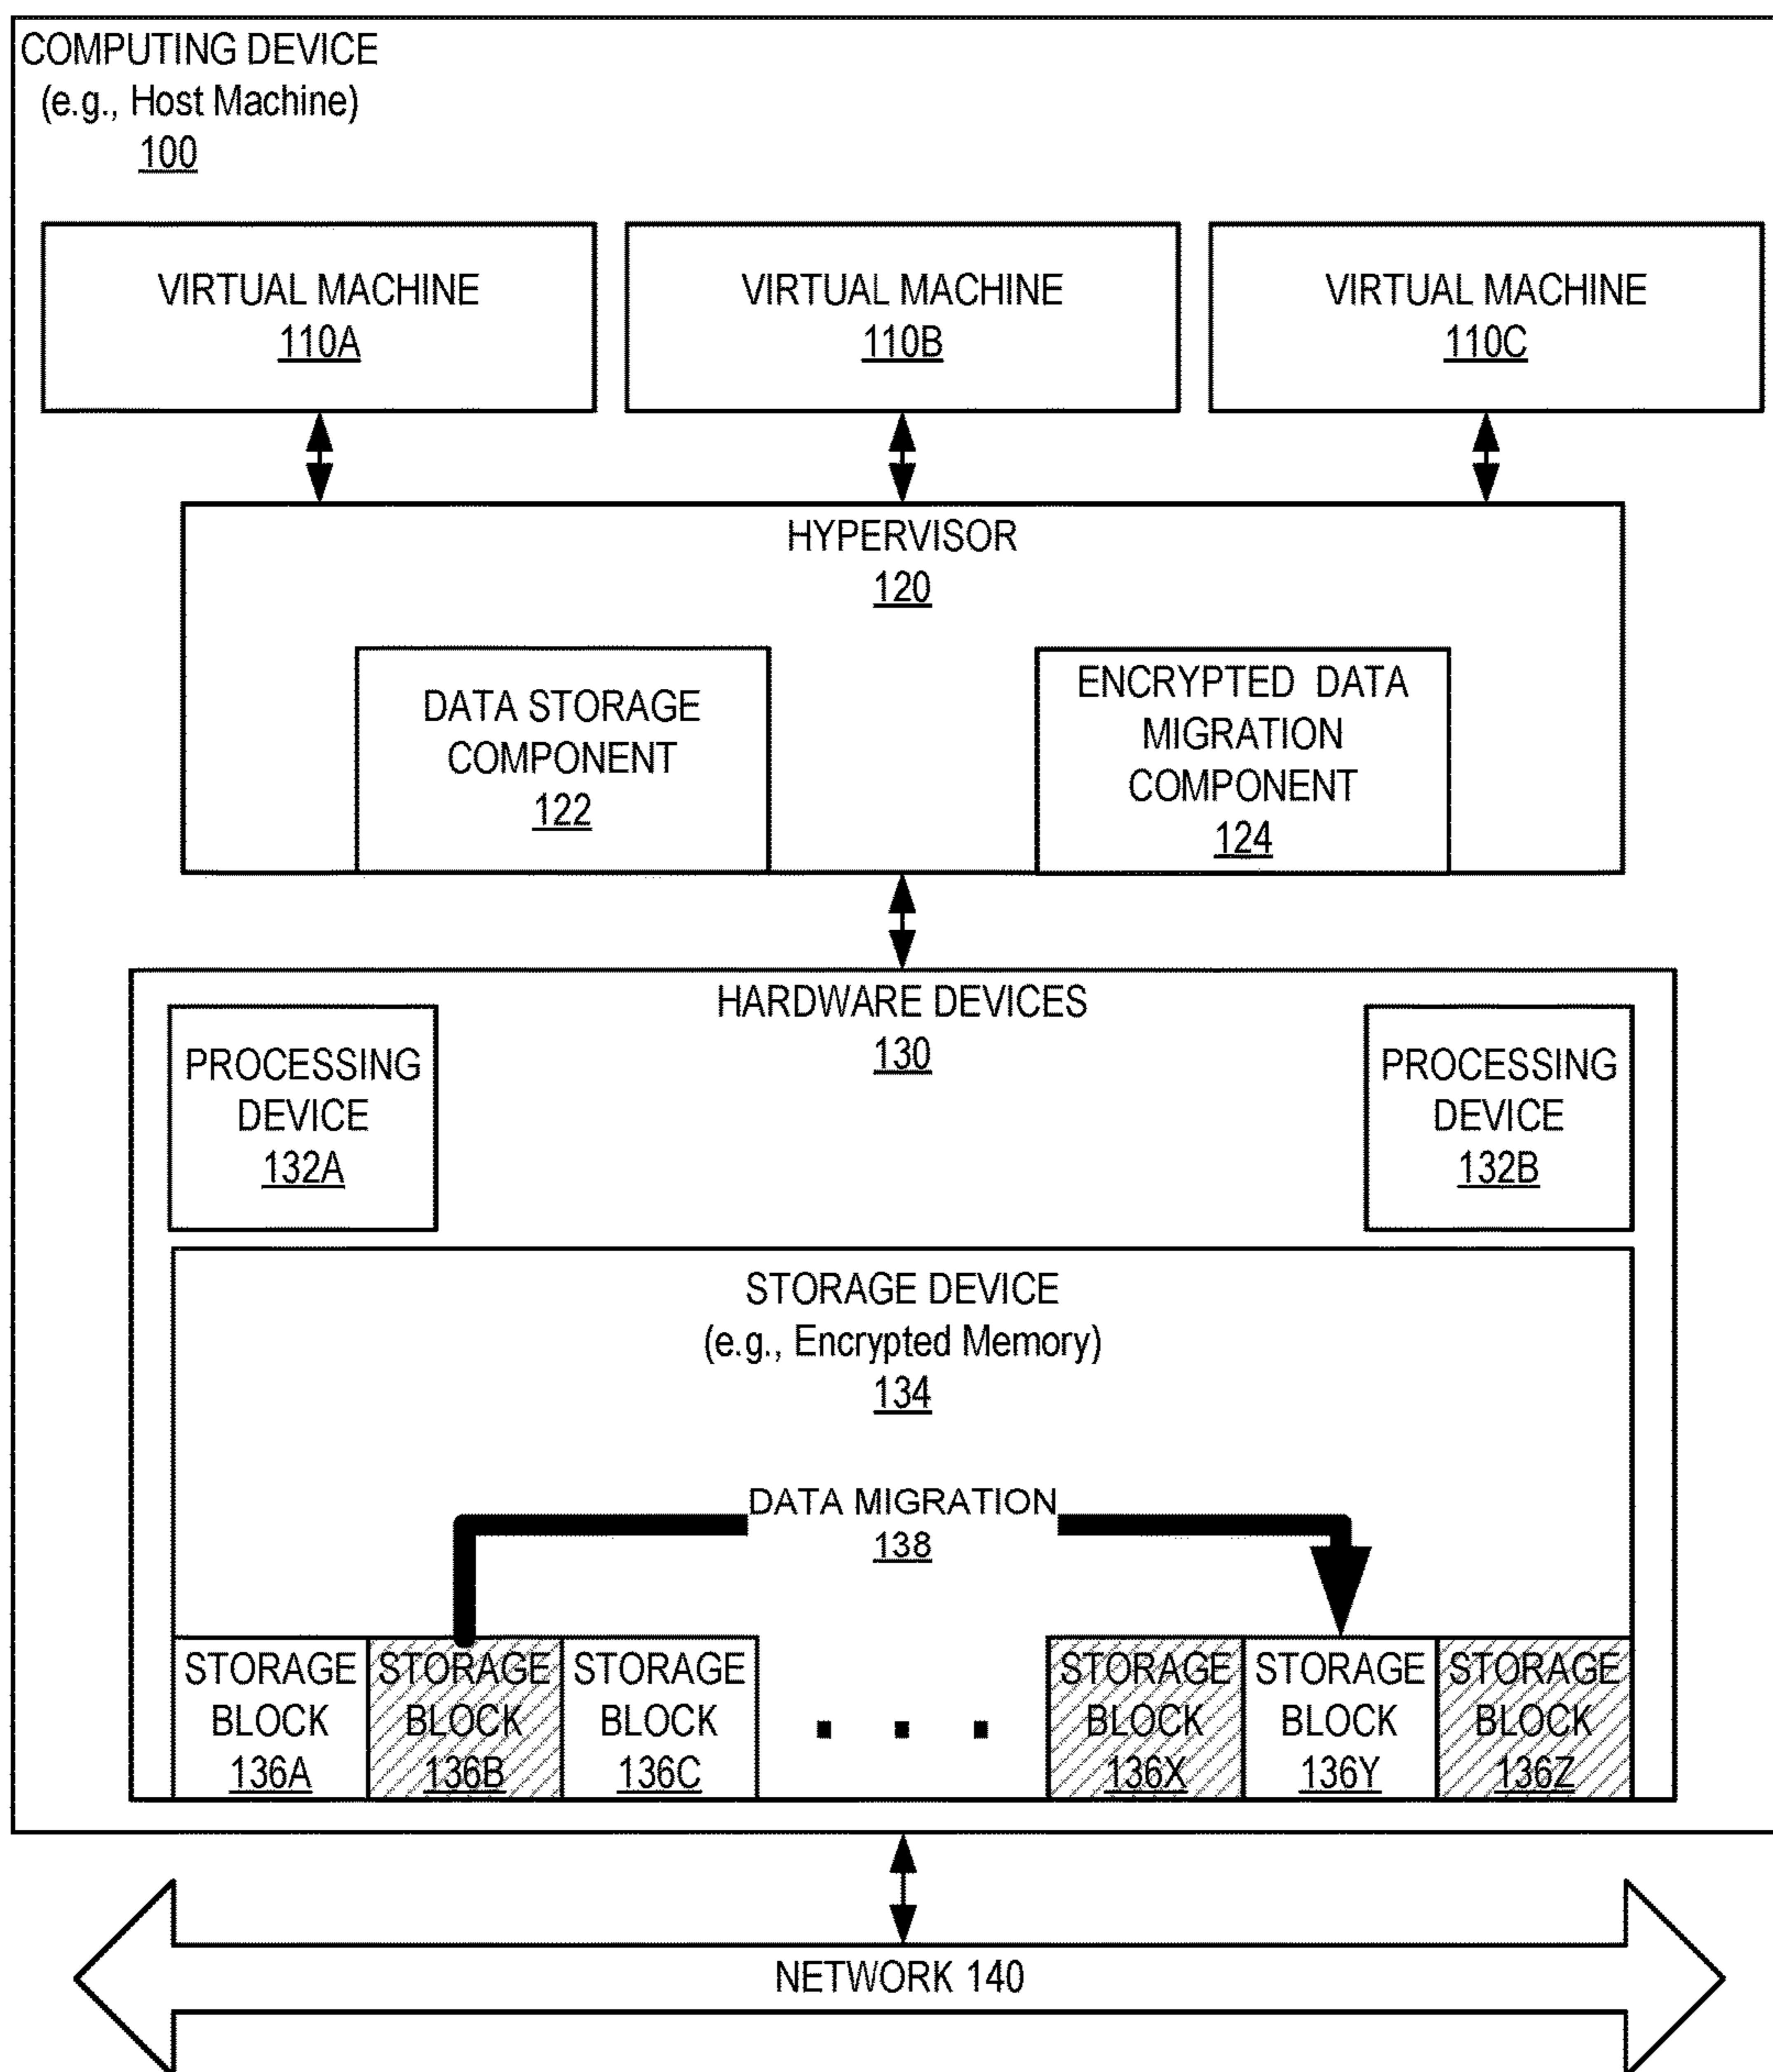 COMPUTING DEVICE
(e.g., Host Machine)
100
VIRTUAL MACHINE
110A
VIRTUAL MACHINE
110B
VIRTUAL MACHINE
110C
HYPERVISOR
120
DATA STORAGE
COMPONENT
122
ENCRYPTED DATA
MIGRATION
COMPONENT
124
HARDWARE DEVICES
130
PROCESSING
DEVICE
132A
PROCESSING
DEVICE
132B
STORAGE DEVICE
(e.g., Encrypted Memory)
134
DATA MIGRATION
138
STORAGE
BLOCK
136A
STORAGE
BLOCK
136B
STORAGE
BLOCK
136C
STORAGE
BLOCK
136X
STORAGE
BLOCK
136Y
STORAGE
BLOCK
136Z
NETWORK 140